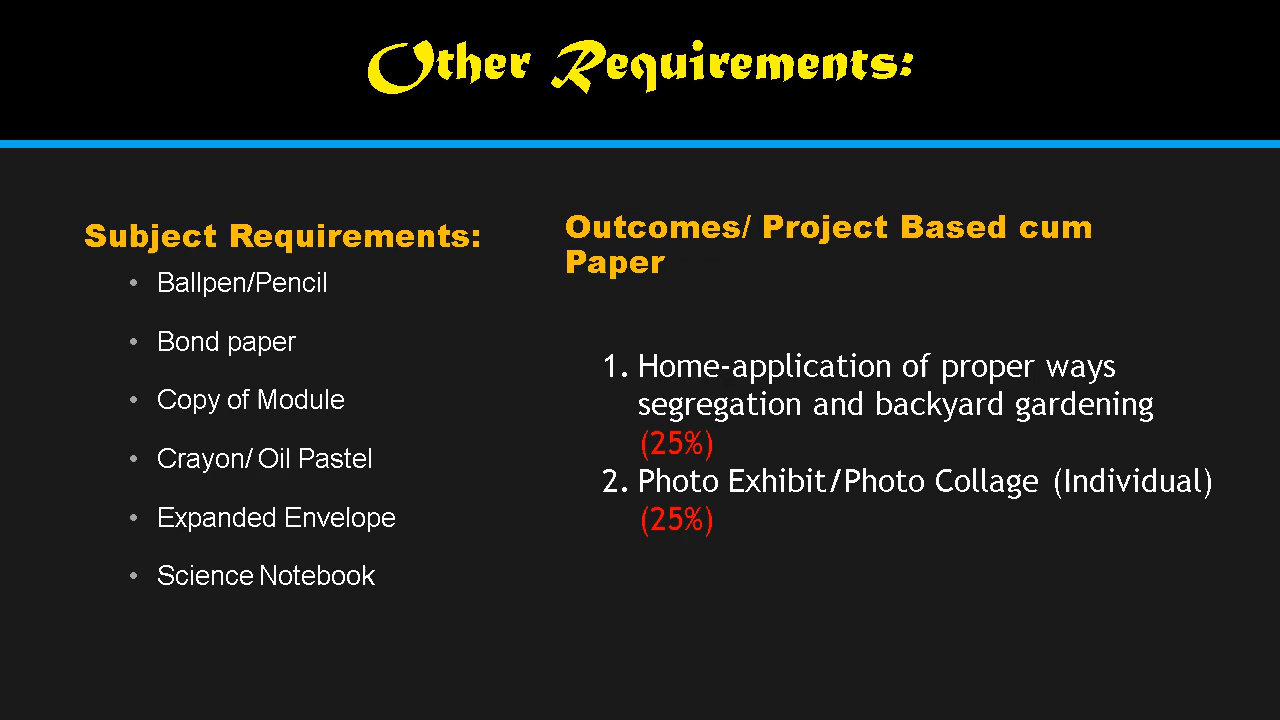 Other Requirements:
Subject Requirements:
• Ballpen/Pencil
• Bond paper
• Copy of Module
• Crayon/ Oil Pastel
• Expanded Envelope
• Science Notebook
Outcomes/ Project Based cum
Paper
1. Home-application of proper ways
segregation and backyard gardening
(25%)
2. Photo Exhibit/Photo Collage (Individual)
(25%)